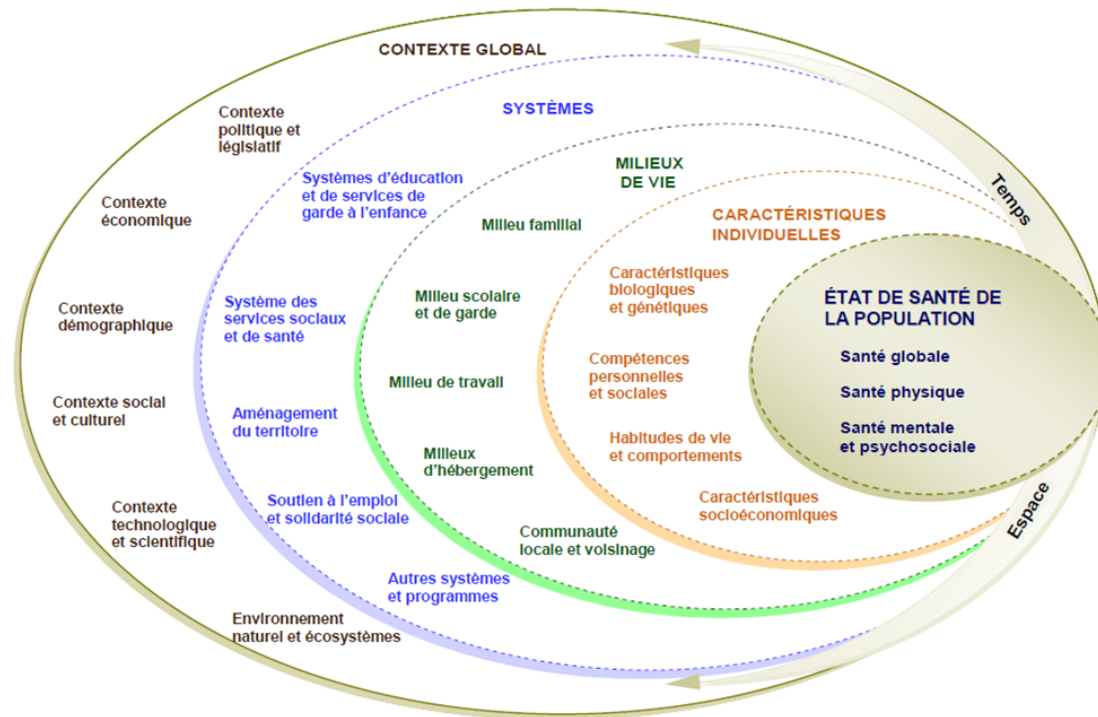 CONTEXTE GLOBAL
Contexte
politique et
législatif
Contexte
économique
Contexte
démographique
Contexte social
et culturel
Contexte
technologique
et scientifique
Environnement
naturel et écosystèmes
SYSTÈMES
Systèmes d'éducation
et de services de
garde à l'enfance
Système des
services sociaux
et de santé
Aménagement
du territoire
Soutien à l'emploi
et solidarité sociale
Autres systèmes
et programmes
MILIEUX
DE VIE
Milieu familial
Milieu scolaire
et de garde
Milieu de travail
Milieux
d'hébergement
Communauté
locale et voisinage
CARACTÉRISTIQUES
INDIVIDUELLES
Caractéristiques
biologiques
et génétiques
Compétences
personnelles
et sociales
Habitudes de vie
et comportements
Caractéristiques
socioéconomiques
ÉTAT DE SANTÉ DE
LA POPULATION
Santé globale
Santé physique
Santé mentale
et psychosociale
Temps
Espace